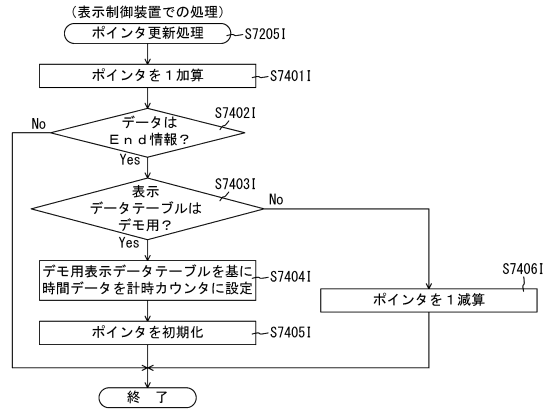 (表示制御装置での処理)
ポインタ更新処理 S7205I
ポインタを１加算 S7401I
データは
Ｅｎｄ情報？
S7402I
No
Yes
表示
データテーブルは
デモ用？
S7403I
No
Yes
デモ用表示データテーブルを基に
時間データを計時カウンタに設定
S7404I
S7406I
ポインタを１減算
ポインタを初期化 S7405I
終 了